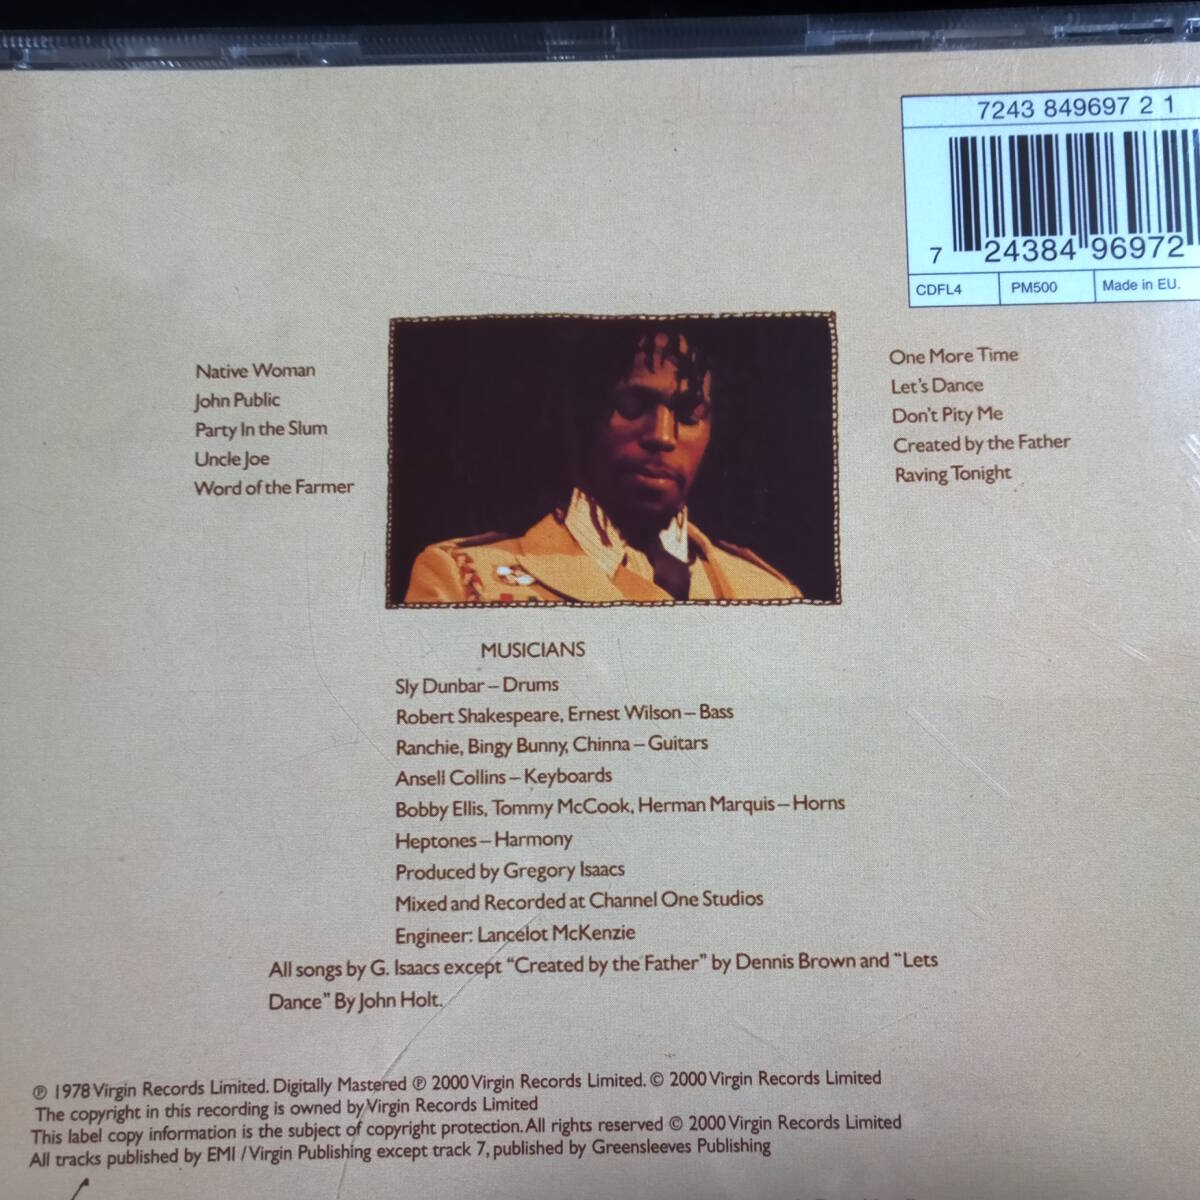 7243 849697 2 1
7 24384 96972
CDFL4 PM500 Made in EU.
Native Woman
John Public
Party In the Slum
Uncle Joe
Word of the Farmer
One More Time
Let's Dance
Don't Pity Me
Created by the Father
Raving Tonight
MUSICIANS
Sly Dunbar – Drums
Robert Shakespeare, Ernest Wilson – Bass
Ranchie, Bingy Bunny, Chinna – Guitars
Ansell Collins – Keyboards
Bobby Ellis, Tommy McCook, Herman Marquis – Horns
Heptones – Harmony
Produced by Gregory Isaacs
Mixed and Recorded at Channel One Studios
Engineer: Lancelot McKenzie
All songs by G. Isaacs except "Created by the Father" by Dennis Brown and "Lets
Dance" By John Holt.
℗ 1978 Virgin Records Limited. Digitally Mastered ℗ 2000 Virgin Records Limited. © 2000 Virgin Records Limited
The copyright in this recording is owned by Virgin Records Limited
This label copy information is the subject of copyright protection. All rights reserved © 2000 Virgin Records Limited
All tracks published by EMI / Virgin Publishing except track 7, published by Greensleeves Publishing